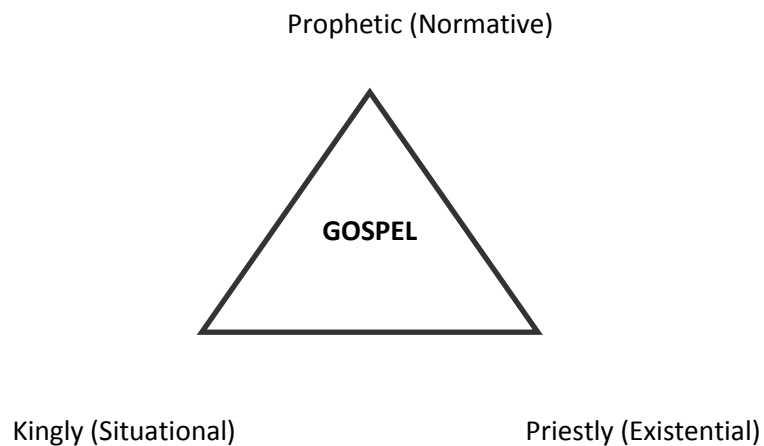 Prophetic (Normative)
GOSPEL
Kingly (Situational)
Priestly (Existential)